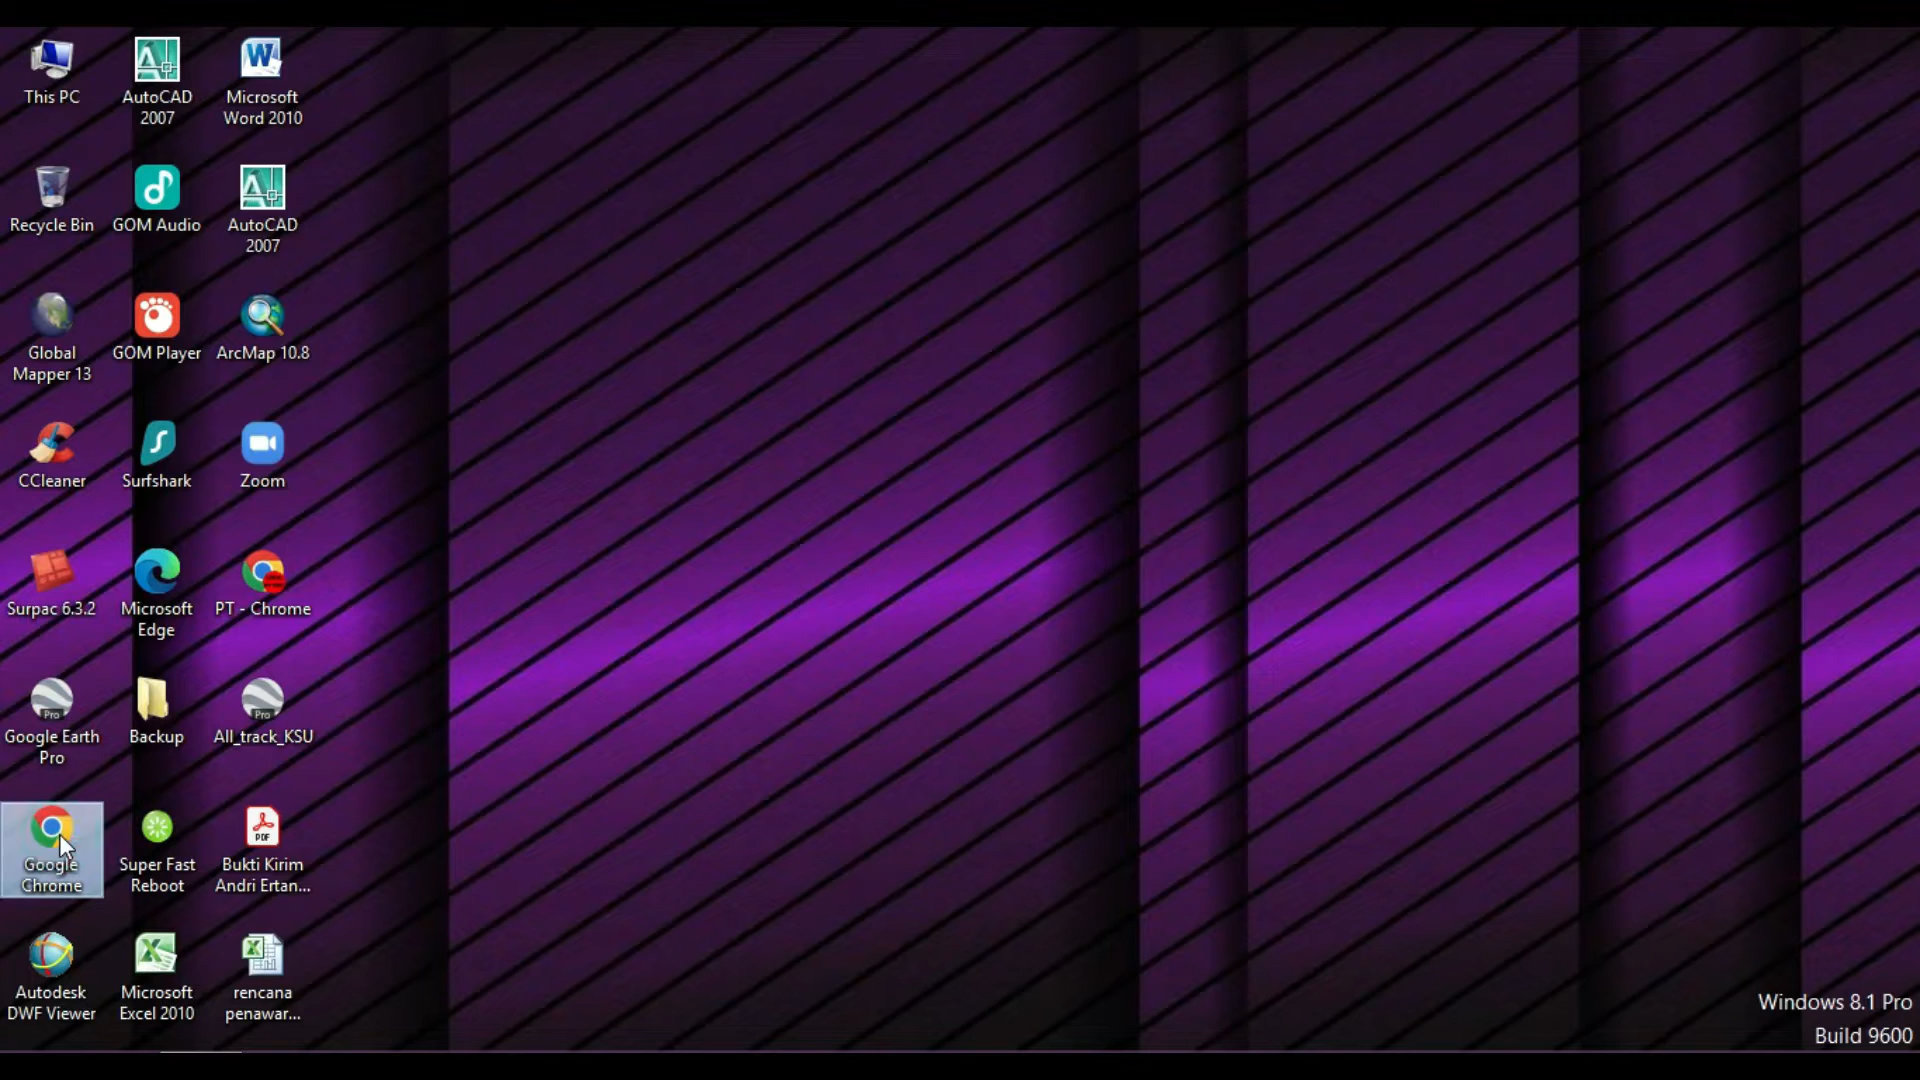 This PC
AutoCAD
2007
Microsoft
Word 2010
Recycle Bin
GOM Audio
AutoCAD
2007
Global
Mapper 13
GOM Player
ArcMap 10.8
CCleaner
Surfshark
Zoom
Surpac 6.3.2
Microsoft
Edge
PT - Chrome
Google Earth
Pro
Backup
All_track_KSU
Google
Chrome
Super Fast
Reboot
Bukti Kirim
Andri Ertan...
Autodesk
DWF Viewer
Microsoft
Excel 2010
rencana
penawar...
Pro
Pro
PDF
Windows 8.1 Pro
Build 9600